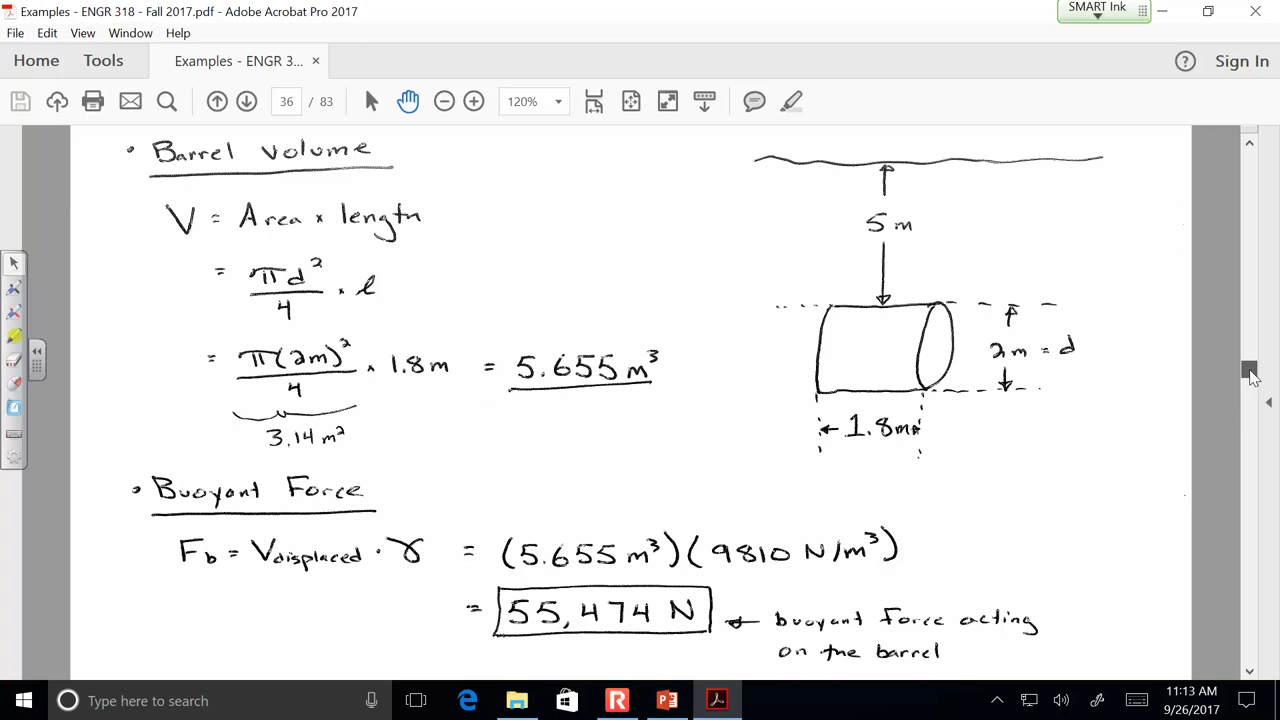 Examples - ENGR 318 - Fall 2017.pdf - Adobe Acrobat Pro 2017
SMART Ink
File Edit View Window Help
Home Tools Examples - ENGR 3... × ? Sign In
36 / 83 120%
• Barrel Volume
V = Area × length
= πd² / 4 × l
= π(2m)² / 4 × 1.8m = 5.655 m³
3.14 m²
5 m
2m = d
1.8m
• Buoyant Force
F_b = V_displaced · γ = (5.655 m³)(9810 N/m³)
= 55,474 N ← buoyant force acting
on the barrel
Type here to search
11:13 AM
9/26/2017